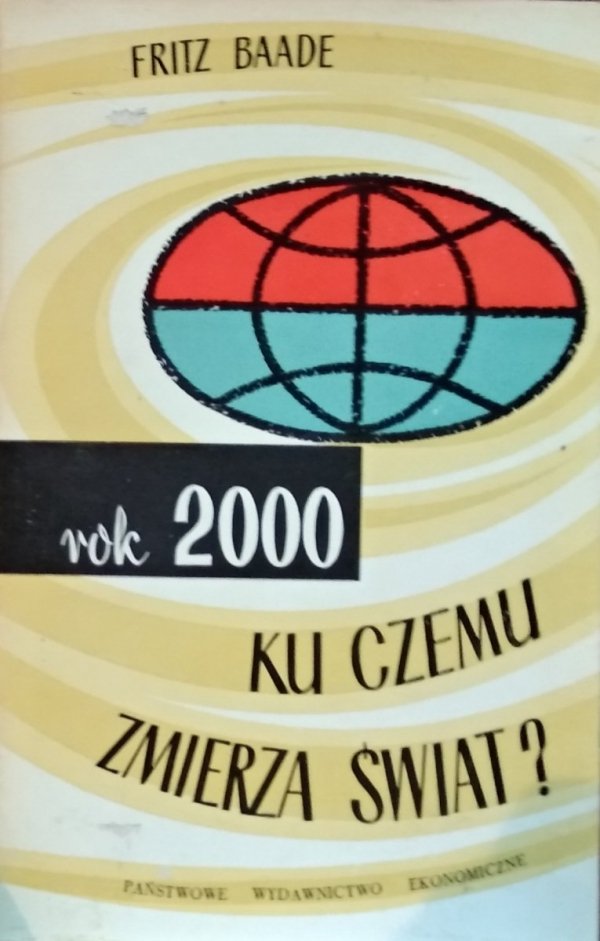 FRITZ BAADE
rok 2000
KU CZEMU
ZMIERZA ŚWIAT?
PAŃSTWOWE WYDAWNICTWO EKONOMICZNE